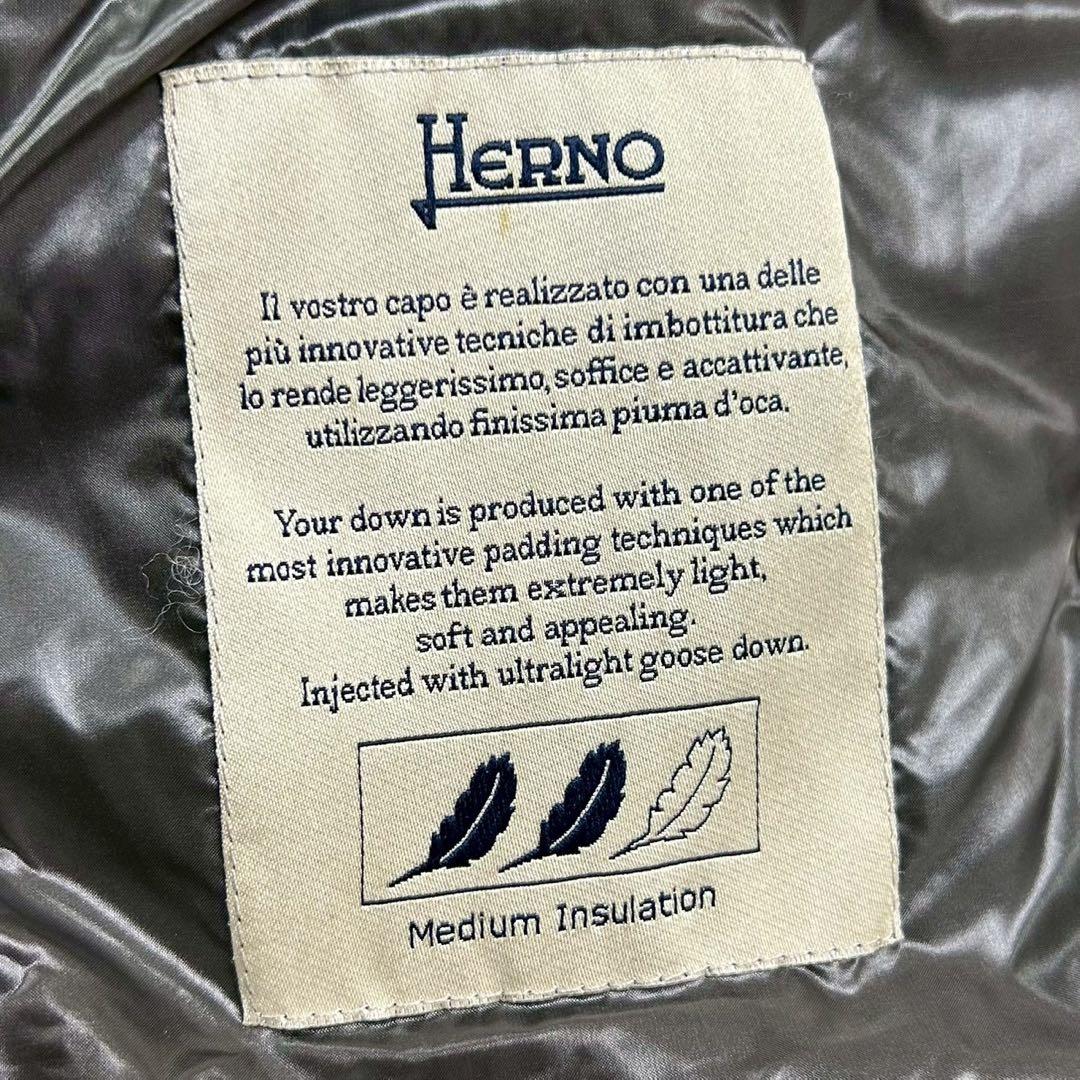 HERNO
Il vostro capo è realizzato con una delle
più innovative tecniche di imbottitura che
lo rende leggerissimo, soffice e accattivante,
utilizzando finissima piuma d'oca.
Your down is produced with one of the
most innovative padding techniques which
makes them extremely light,
soft and appealing.
Injected with ultralight goose down.
Medium Insulation